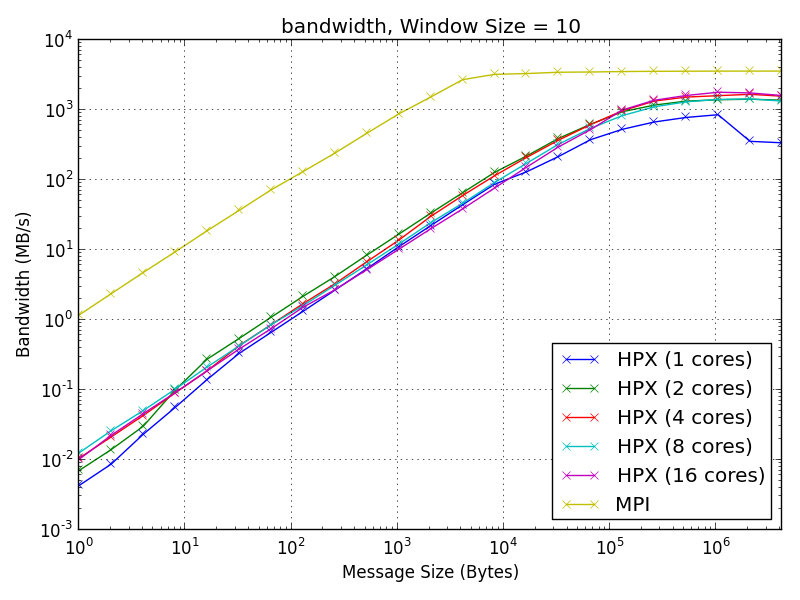 bandwidth, Window Size = 10
10^4
10^3
10^2
10^1
10^0
10^-1
10^-2
10^-3
Bandwidth (MB/s)
HPX (1 cores)
HPX (2 cores)
HPX (4 cores)
HPX (8 cores)
HPX (16 cores)
MPI
10^0 10^1 10^2 10^3 10^4 10^5 10^6
Message Size (Bytes)